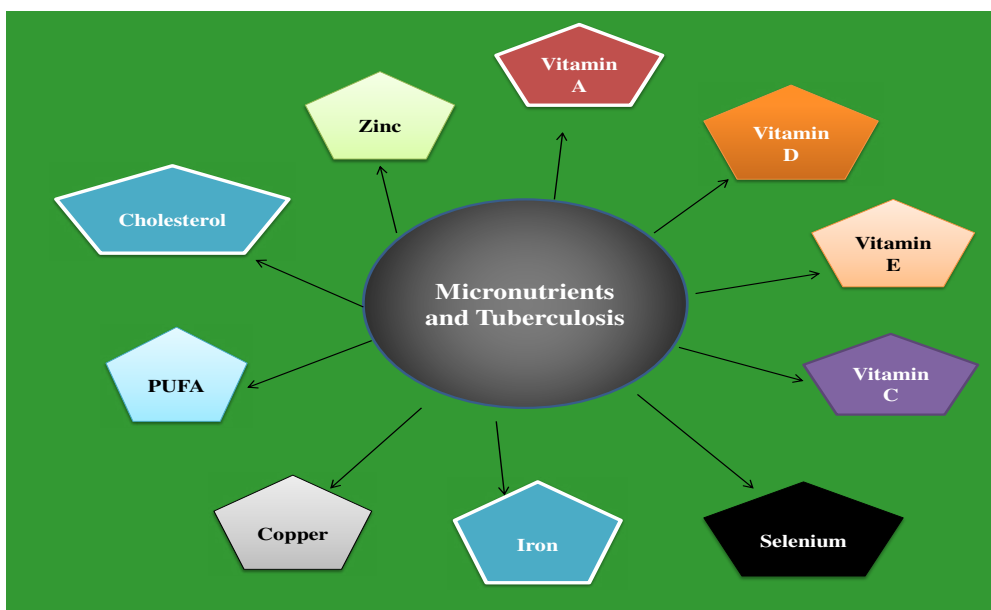 Vitamin
A
Zinc
Vitamin
D
Cholesterol
Vitamin
E
Micronutrients
and Tuberculosis
PUFA
Vitamin
C
Copper
Iron
Selenium